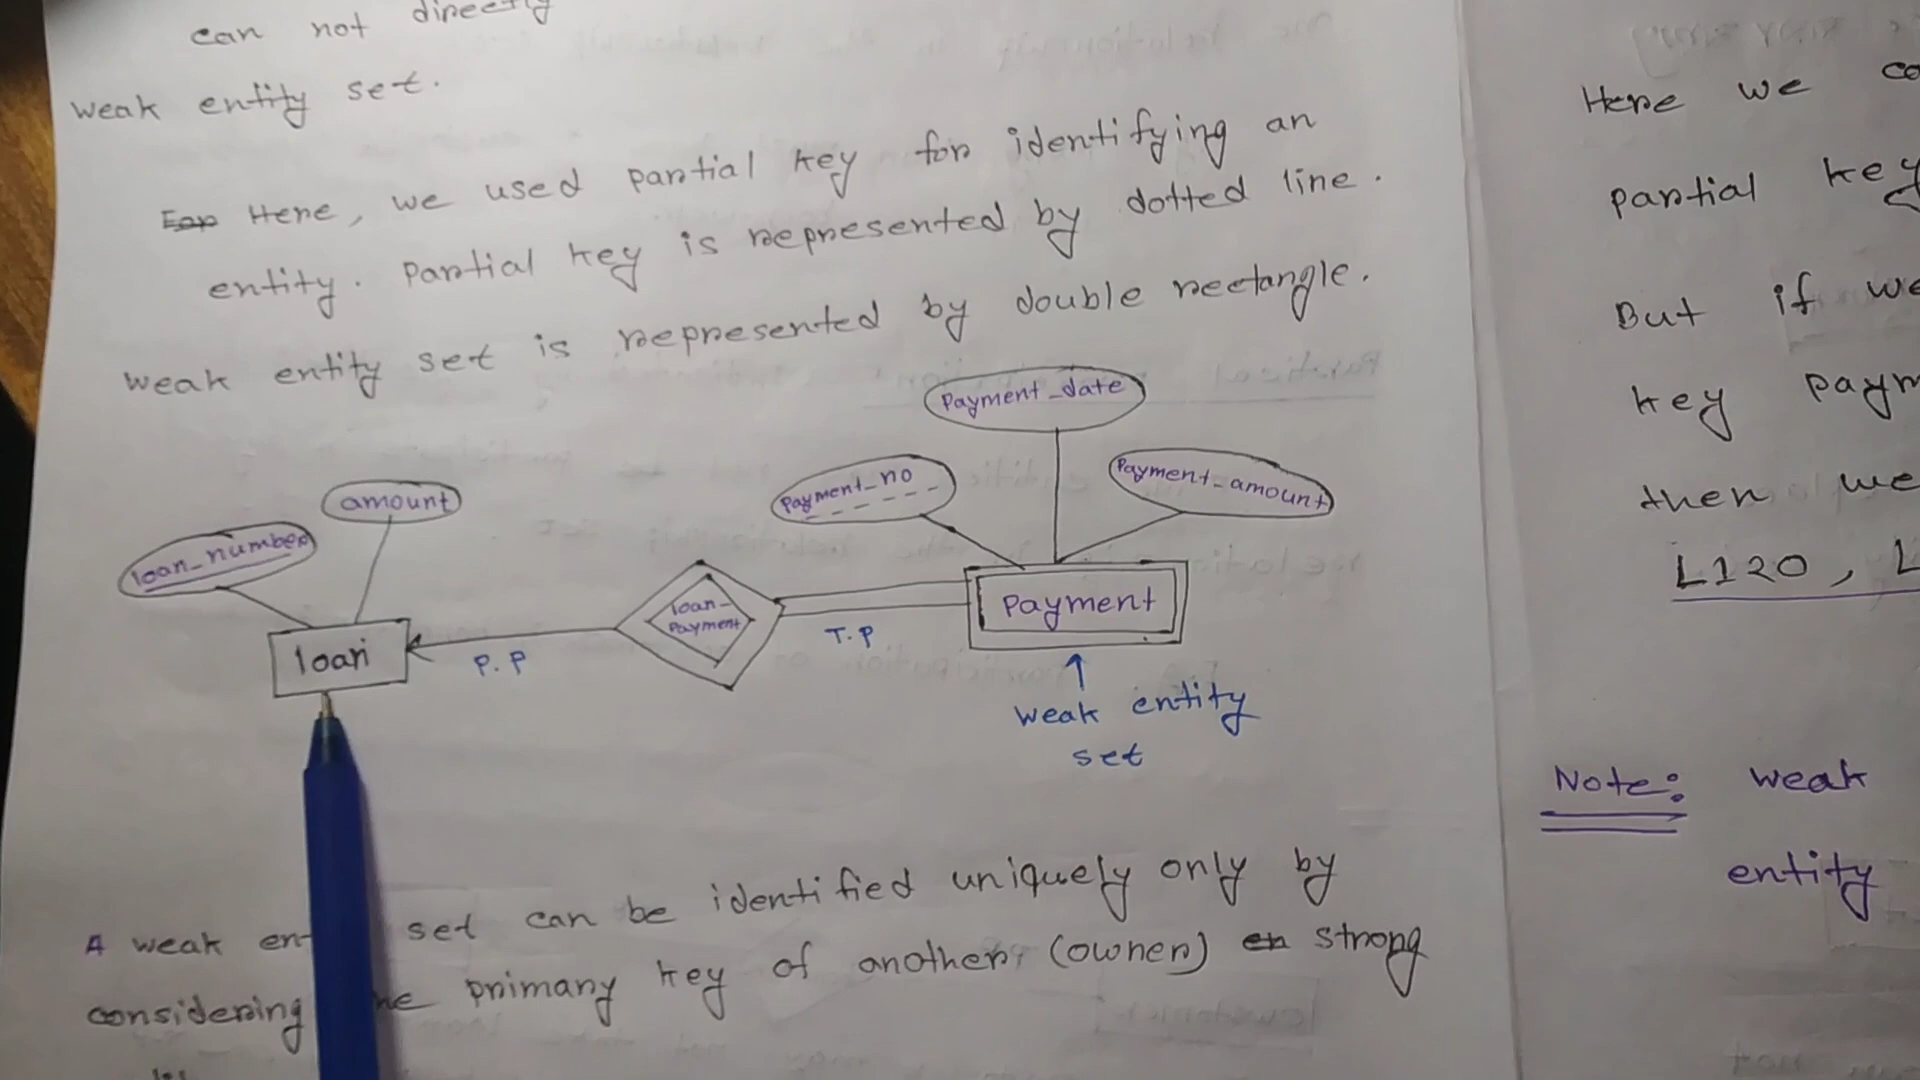 can not directly
weak entity set.
Here, we used partial key for identifying an
entity. Partial key is represented by dotted line.
weak entity set is represented by double rectangle.
Payment_date
Payment_no
Payment_amount
amount
loan_number
loan-
Payment
Payment
loan
P.P
T.P
weak entity
set
A weak set can be identified uniquely only by
considering primary key of another (owner) strong
Here we
partial key
But if we
key
then we
L120, L
Note: weak
entity